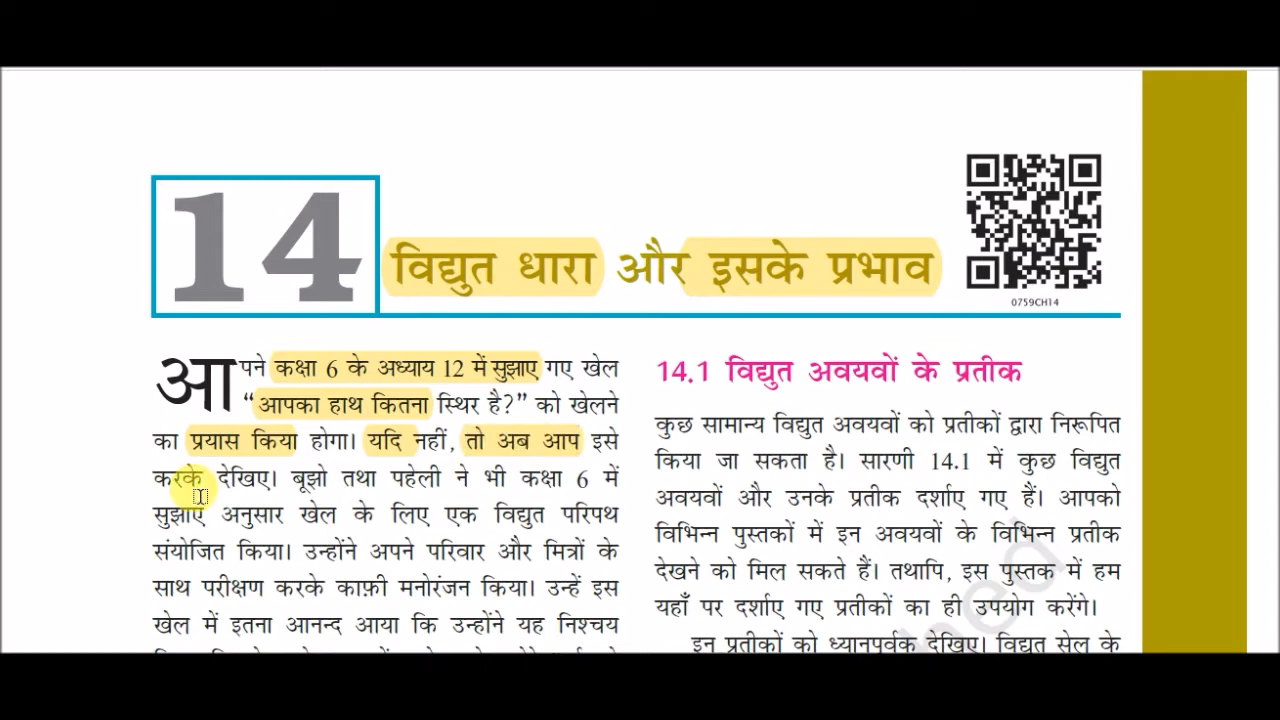 14
विद्युत धारा और इसके प्रभाव
0759CH14
आपने कक्षा 6 के अध्याय 12 में सुझाए गए खेल
“आपका हाथ कितना स्थिर है?” को खेलने
का प्रयास किया होगा। यदि नहीं, तो अब आप इसे
करके देखिए। बूझो तथा पहेली ने भी कक्षा 6 में
सुझाए अनुसार खेल के लिए एक विद्युत परिपथ
संयोजित किया। उन्होंने अपने परिवार और मित्रों के
साथ परीक्षण करके काफ़ी मनोरंजन किया। उन्हें इस
खेल में इतना आनन्द आया कि उन्होंने यह निश्चय
14.1 विद्युत अवयवों के प्रतीक
कुछ सामान्य विद्युत अवयवों को प्रतीकों द्वारा निरूपित
किया जा सकता है। सारणी 14.1 में कुछ विद्युत
अवयवों और उनके प्रतीक दर्शाए गए हैं। आपको
विभिन्न पुस्तकों में इन अवयवों के विभिन्न प्रतीक
देखने को मिल सकते हैं। तथापि, इस पुस्तक में हम
यहाँ पर दर्शाए गए प्रतीकों का ही उपयोग करेंगे।
इन प्रतीकों को ध्यानपूर्वक देखिए। विद्युत सेल के